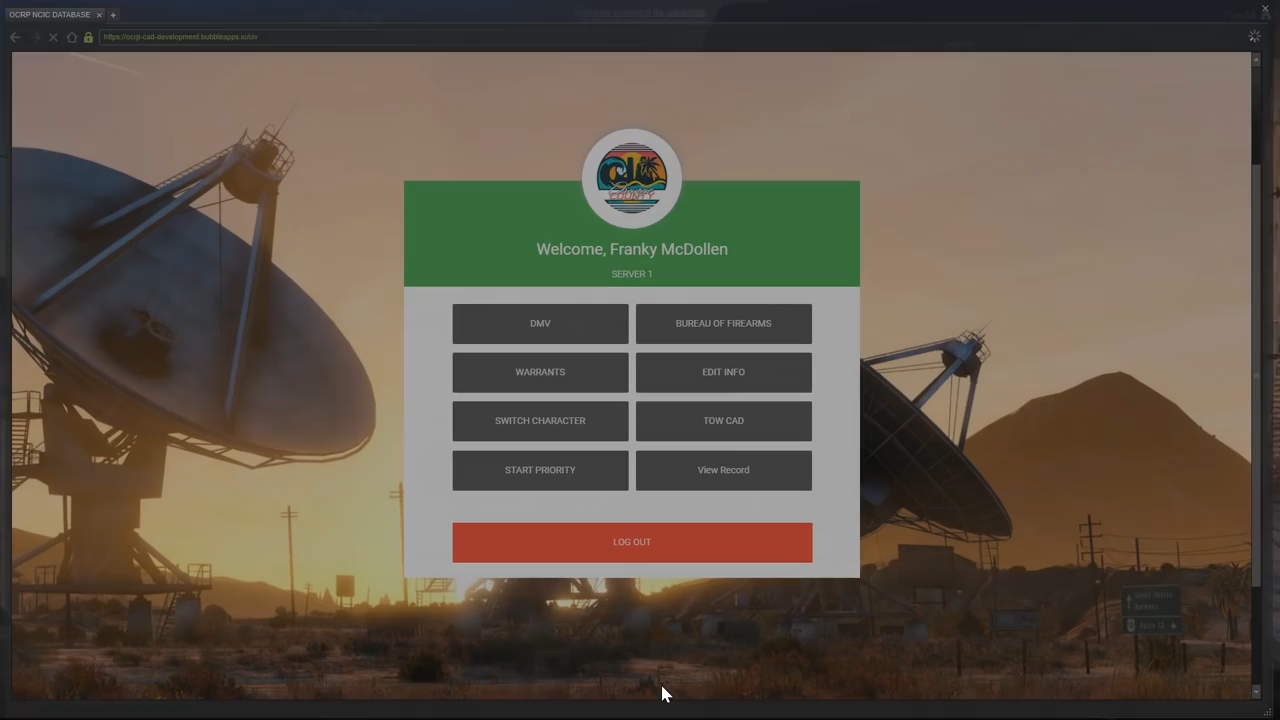 OCRP NCIC DATABASE
https://ocrp-cad-development.bubbleapps.io/civ
Welcome, Franky McDollen
SERVER 1
DMV
BUREAU OF FIREARMS
WARRANTS
EDIT INFO
SWITCH CHARACTER
TOW CAD
START PRIORITY
View Record
LOG OUT